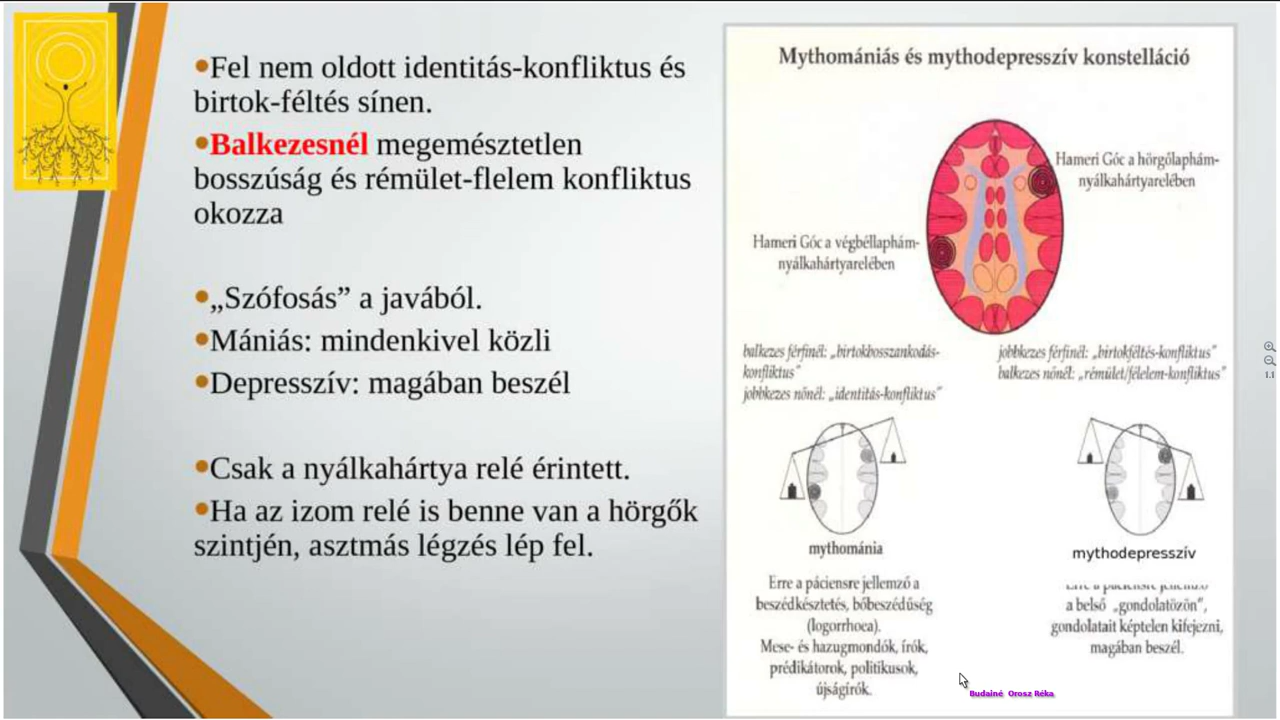 •Fel nem oldott identitás-konfliktus és
birtok-féltés sínen.
•Balkezesnél megemésztetlen
bosszúság és rémület-flelem konfliktus
okozza
•„Szófosás” a javából.
•Mániás: mindenkivel közli
•Depresszív: magában beszél
•Csak a nyálkahártya relé érintett.
•Ha az izom relé is benne van a hörgők
szintjén, asztmás légzés lép fel.
Mythomániás és mythodepresszív konstelláció
Hameri Góc a hörgőlaphám-
nyálkahártyarelében
Hameri Góc a végbéllaphám-
nyálkahártyarelében
balkezes férfinél: „birtokbosszankodás-
konfliktus”
jobbkezes nőnél: „identitás-konfliktus”
jobbkezes férfinél: „birtokféltés-konfliktus”
balkezes nőnél: „rémület/félelem-konfliktus”
mythománia
Erre a páciensre jellemző a
beszédkésztetés, bőbeszédűség
(logorrhoea).
Mese- és hazugmondók, írók,
prédikátorok, politikusok,
újságírók.
mythodepresszív
a belső „gondolatözön”,
gondolatait képtelen kifejezni,
magában beszél.
Budainé Orosz Réka
1:1